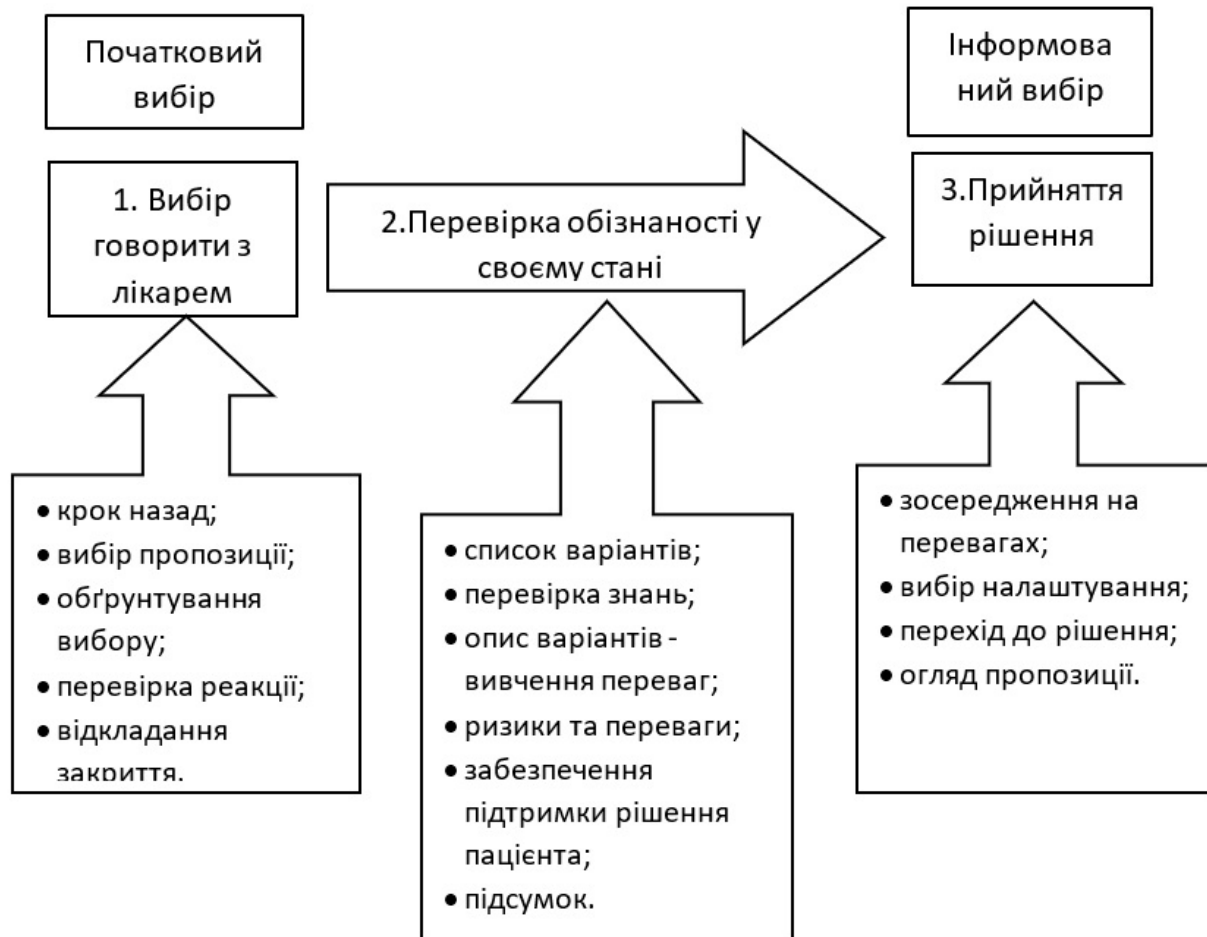 Початковий
вибір
Інформова
ний вибір
1. Вибір
говорити з
лікарем
2.Перевірка обізнаності у
своєму стані
3.Прийняття
рішення
• крок назад;
• вибір пропозиції;
• обґрунтування
вибору;
• перевірка реакції;
• відкладання
закриття.
• список варіантів;
• перевірка знань;
• опис варіантів -
вивчення переваг;
• ризики та переваги;
• забезпечення
підтримки рішення
пацієнта;
• підсумок.
• зосередження на
перевагах;
• вибір налаштування;
• перехід до рішення;
• огляд пропозиції.